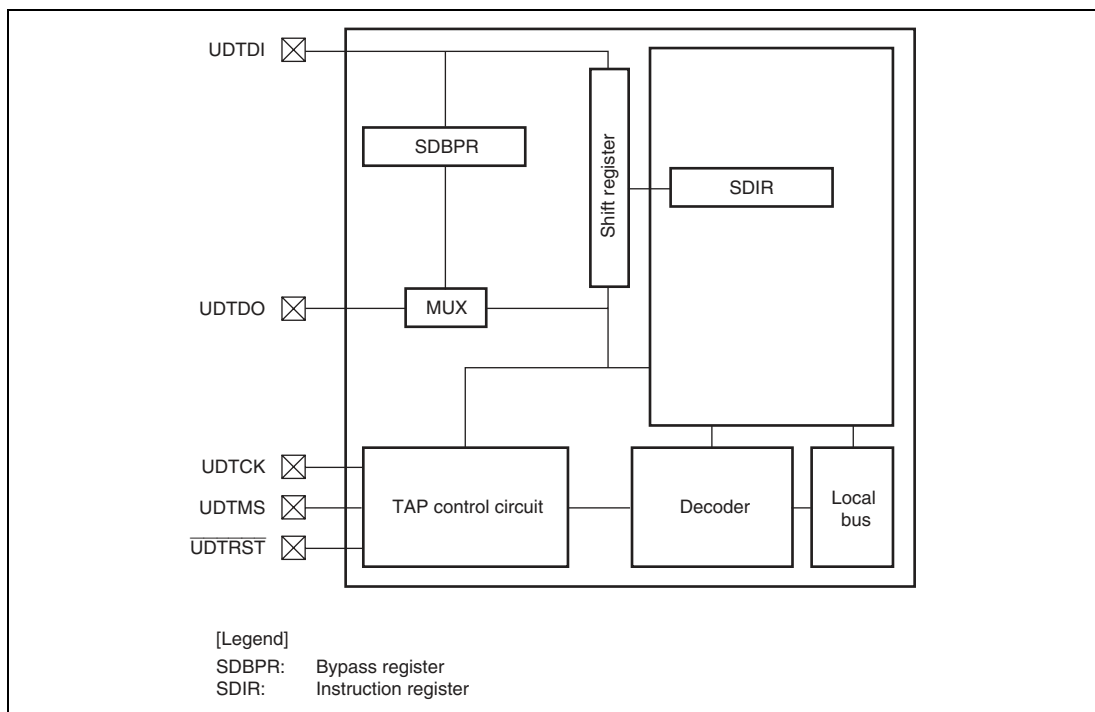 UDTDI
SDBPR
Shift register
SDIR
UDTDO
MUX
UDTCK
UDTMS
UDTRST
TAP control circuit
Decoder
Local
bus
[Legend]
SDBPR: Bypass register
SDIR: Instruction register